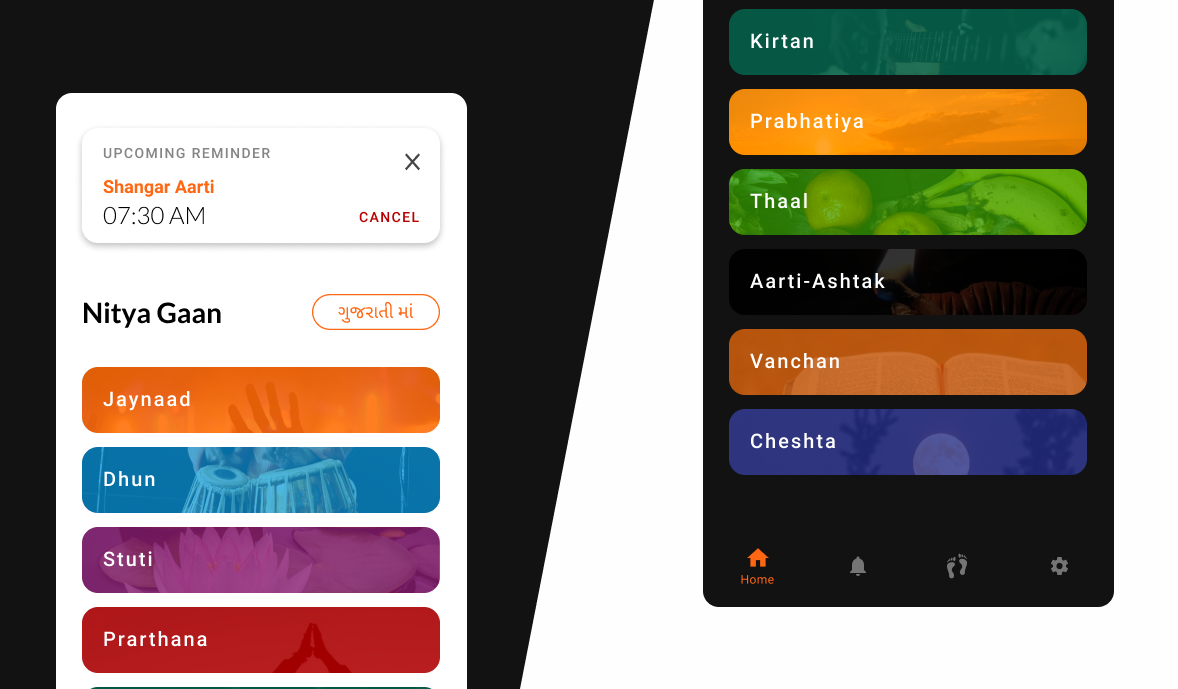 UPCOMING REMINDER
Shangar Aarti
07:30 AM
CANCEL
Nitya Gaan
ગુજરાતી માં
Jaynaad
Dhun
Stuti
Prarthana
Kirtan
Prabhatiya
Thaal
Aarti-Ashtak
Vanchan
Cheshta
Home